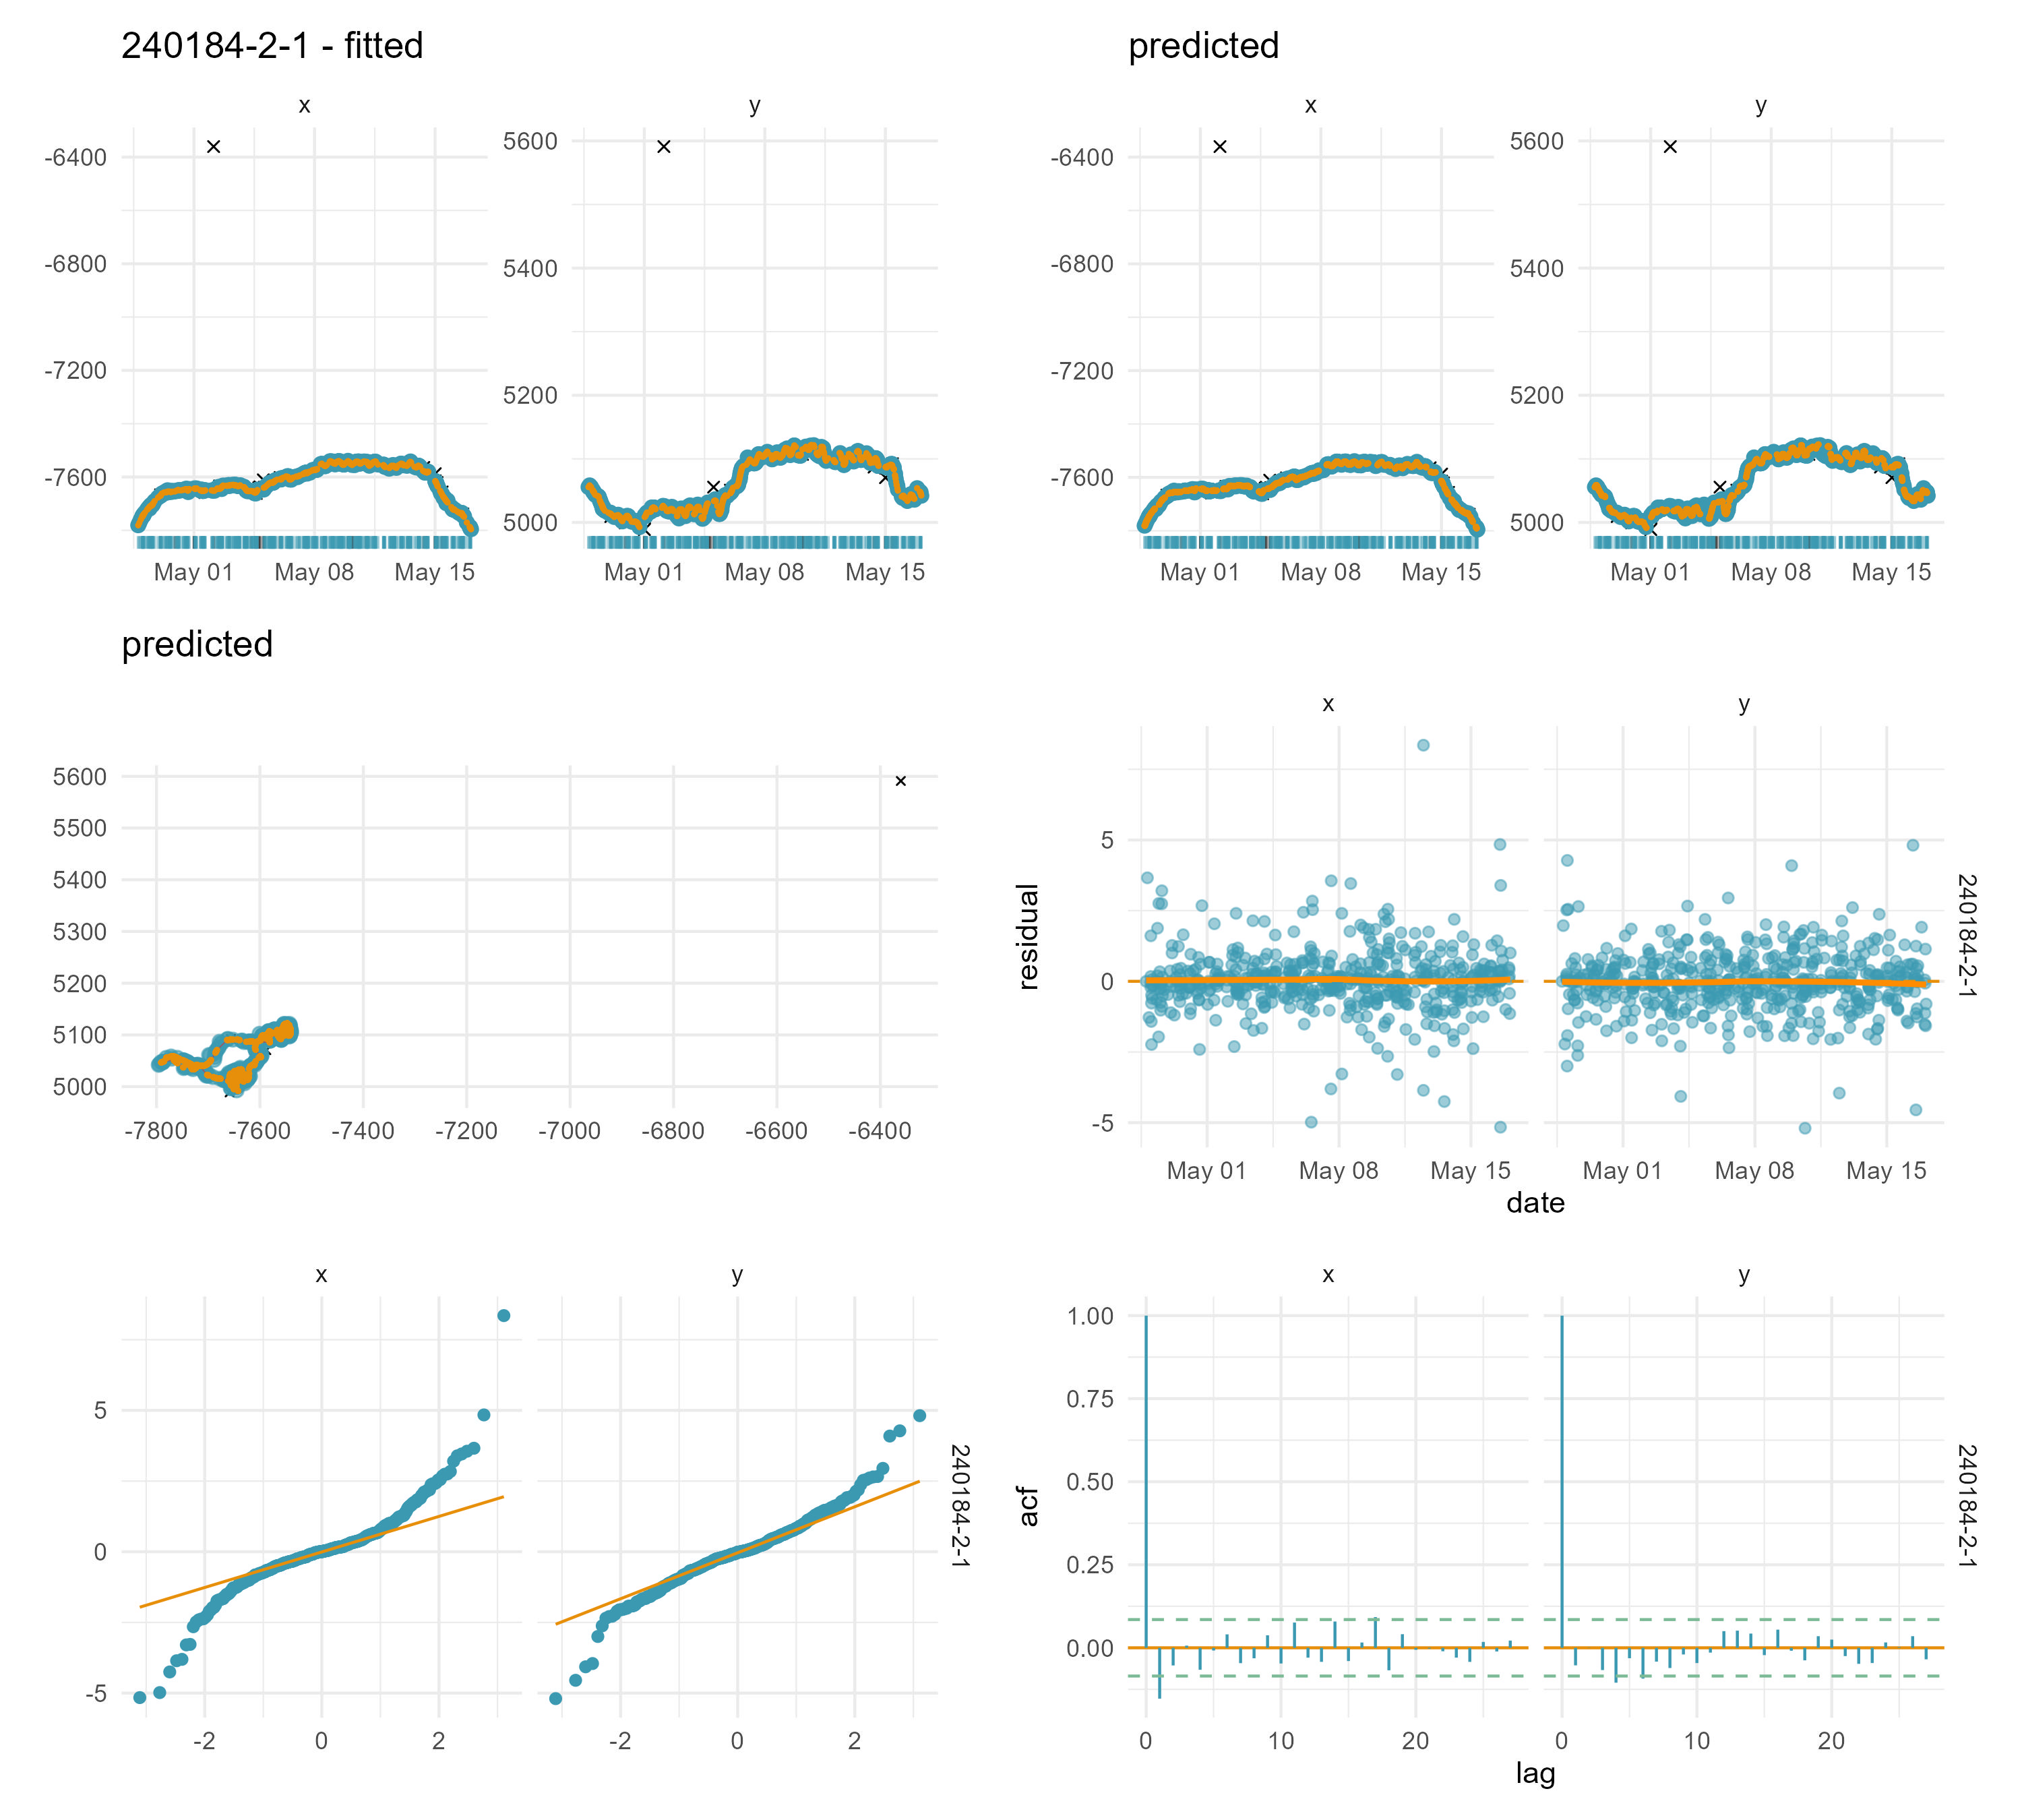 240184-2-1 - fitted
predicted
x
y
x
y
-6400
-6800
-7200
-7600
5600
5400
5200
5000
-6400
-6800
-7200
-7600
5600
5400
5200
5000
May 01 May 08 May 15
May 01 May 08 May 15
May 01 May 08 May 15
May 01 May 08 May 15
predicted
5600
5500
5400
5300
5200
5100
5000
-7800 -7600 -7400 -7200 -7000 -6800 -6600 -6400
x
y
residual
5
0
-5
240184-2-1
May 01 May 08 May 15
May 01 May 08 May 15
date
x
y
5
0
-5
240184-2-1
-2 0 2
-2 0 2
x
y
acf
1.00
0.75
0.50
0.25
0.00
240184-2-1
0 10 20
0 10 20
lag